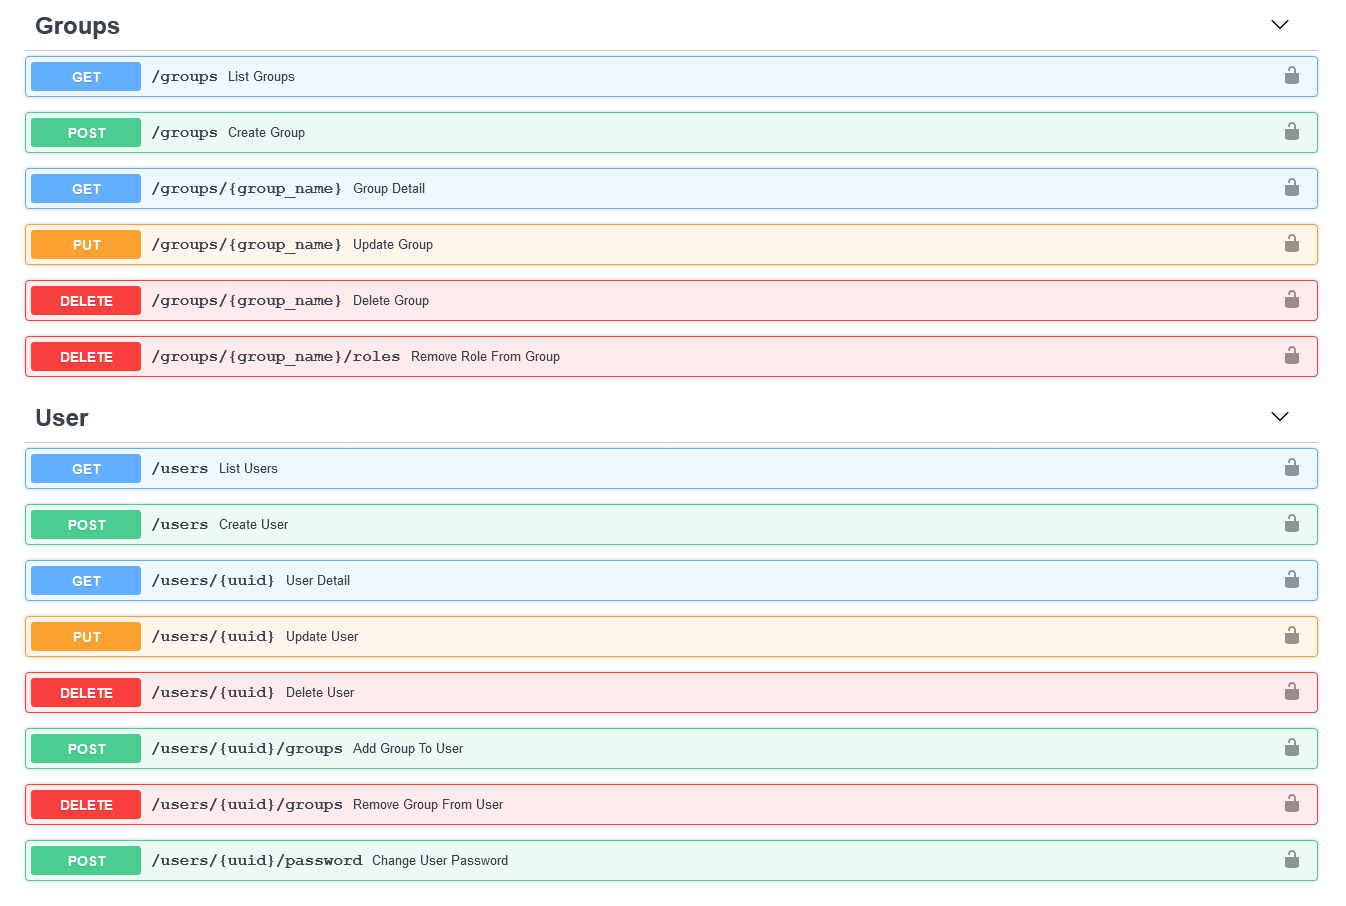 Groups
GET /groups List Groups
POST /groups Create Group
GET /groups/{group_name} Group Detail
PUT /groups/{group_name} Update Group
DELETE /groups/{group_name} Delete Group
DELETE /groups/{group_name}/roles Remove Role From Group
User
GET /users List Users
POST /users Create User
GET /users/{uuid} User Detail
PUT /users/{uuid} Update User
DELETE /users/{uuid} Delete User
POST /users/{uuid}/groups Add Group To User
DELETE /users/{uuid}/groups Remove Group From User
POST /users/{uuid}/password Change User Password